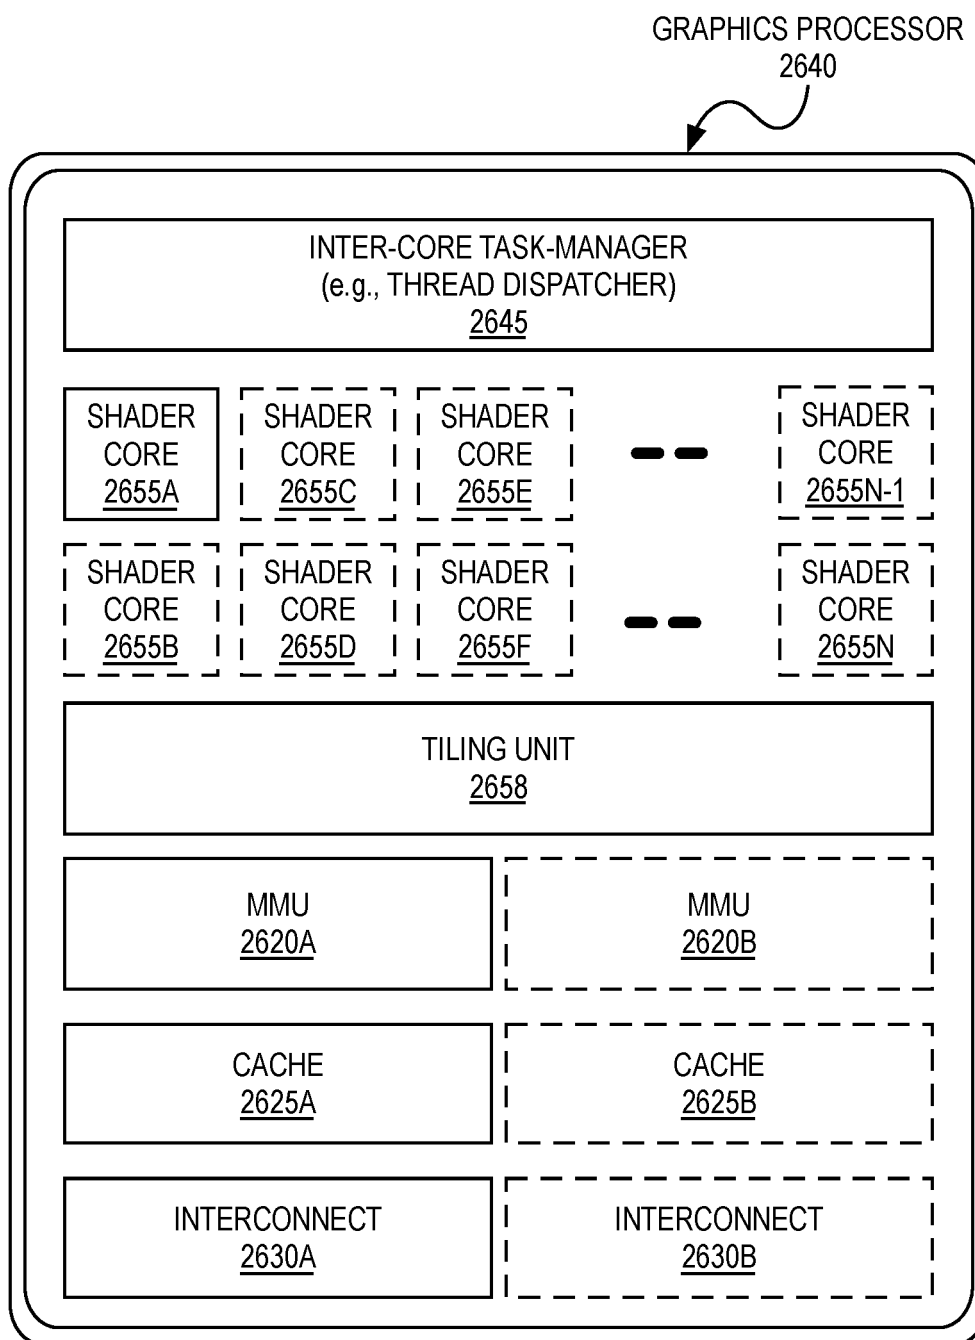 GRAPHICS PROCESSOR
2640
INTER-CORE TASK-MANAGER
(e.g., THREAD DISPATCHER)
2645
SHADER CORE 2655A
SHADER CORE 2655C
SHADER CORE 2655E
SHADER CORE 2655N-1
SHADER CORE 2655B
SHADER CORE 2655D
SHADER CORE 2655F
SHADER CORE 2655N
TILING UNIT
2658
MMU
2620A
MMU
2620B
CACHE
2625A
CACHE
2625B
INTERCONNECT
2630A
INTERCONNECT
2630B